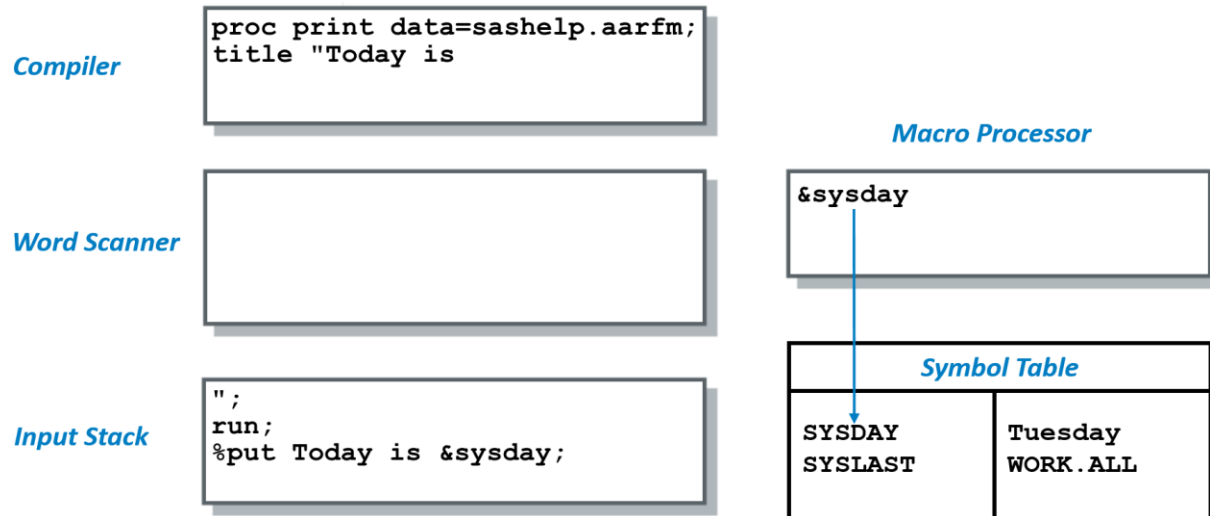 Compiler
proc print data=sashelp.aarfm;
title "Today is
Macro Processor
Word Scanner
&sysday
Input Stack
";
run;
%put Today is &sysday;
Symbol Table
SYSDAY Tuesday
SYSLAST WORK.ALL